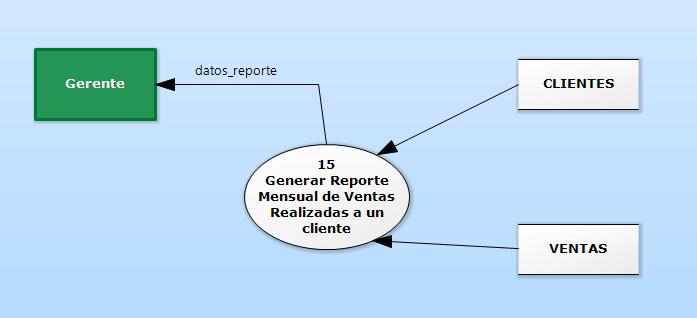 datos_reporte
Gerente
CLIENTES
15
Generar Reporte
Mensual de Ventas
Realizadas a un
cliente
VENTAS